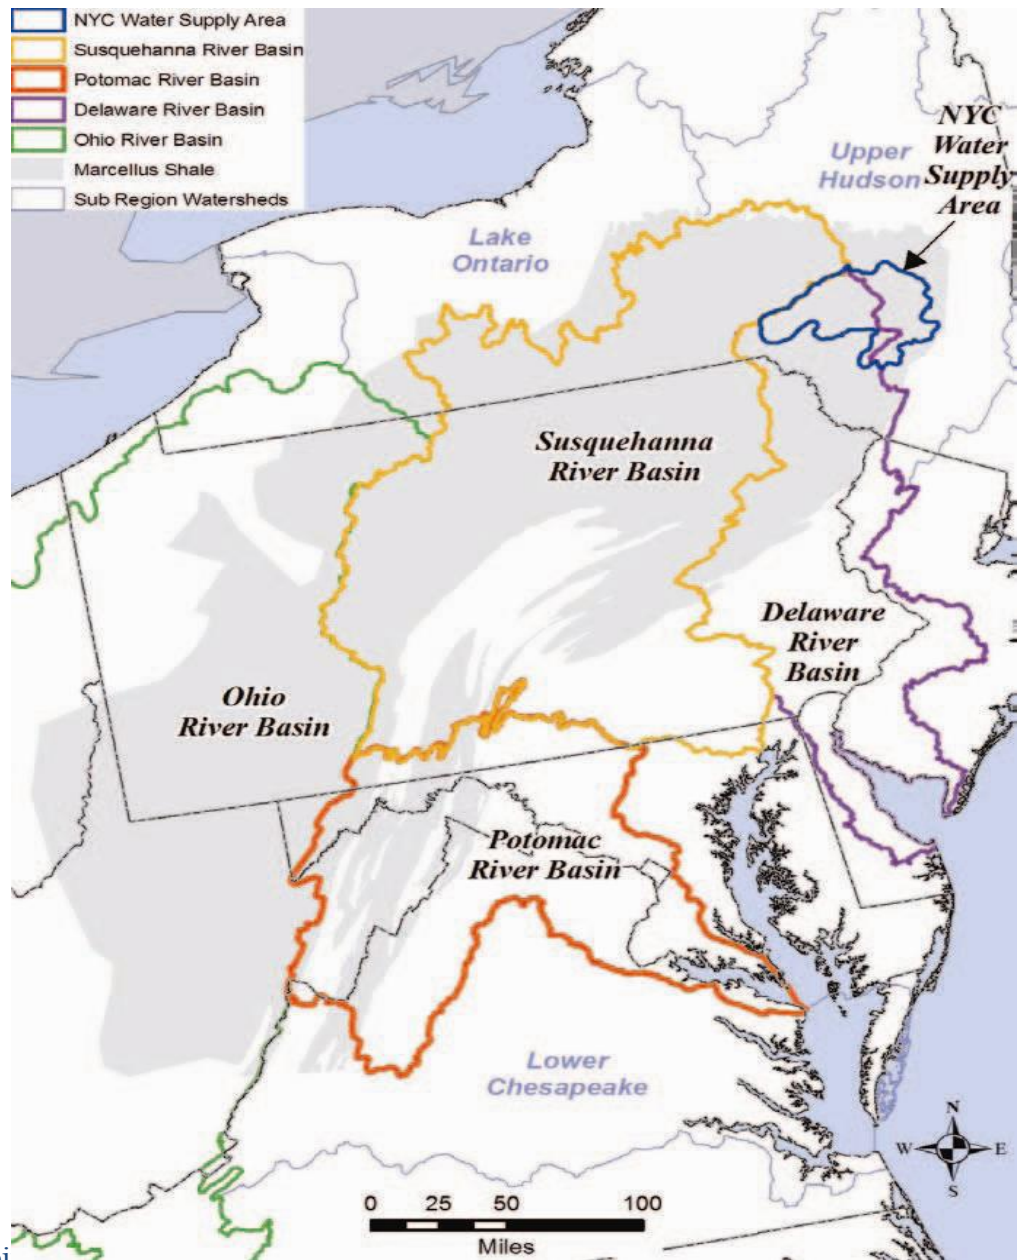 NYC Water Supply Area
Susquehanna River Basin
Potomac River Basin
Delaware River Basin
Ohio River Basin
Marcellus Shale
Sub Region Watersheds
NYC
Water
Supply
Area
Upper
Hudson
Lake
Ontario
Susquehanna
River Basin
Delaware
River
Basin
Ohio
River Basin
Potomac
River Basin
Lower
Chesapeake
N
W E
S
0 25 50 100
Miles